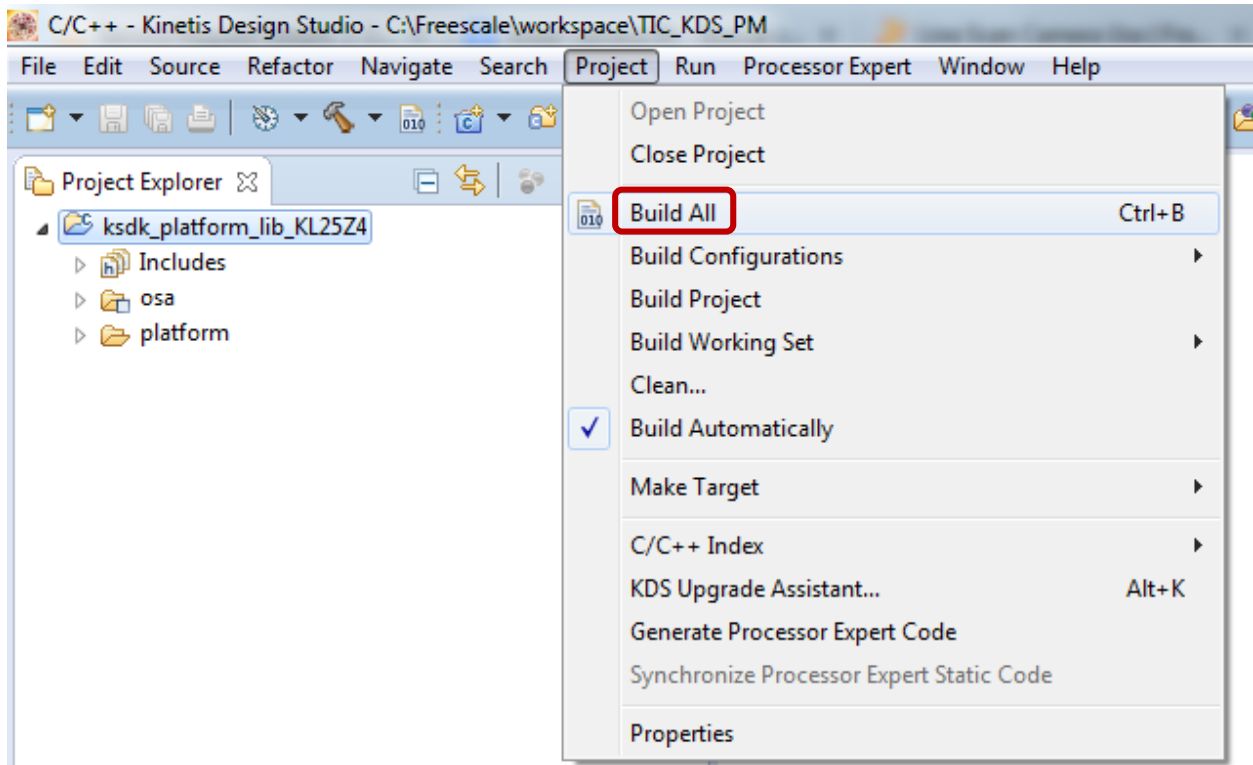 C/C++ - Kinetis Design Studio - C:\Freescale\workspace\TIC_KDS_PM
File Edit Source Refactor Navigate Search Project Run Processor Expert Window Help
010
Project Explorer
ksdk_platform_lib_KL25Z4
Includes
osa
platform
Open Project
Close Project
010 Build All Ctrl+B
Build Configurations
Build Project
Build Working Set
Clean...
Build Automatically
Make Target
C/C++ Index
KDS Upgrade Assistant... Alt+K
Generate Processor Expert Code
Synchronize Processor Expert Static Code
Properties